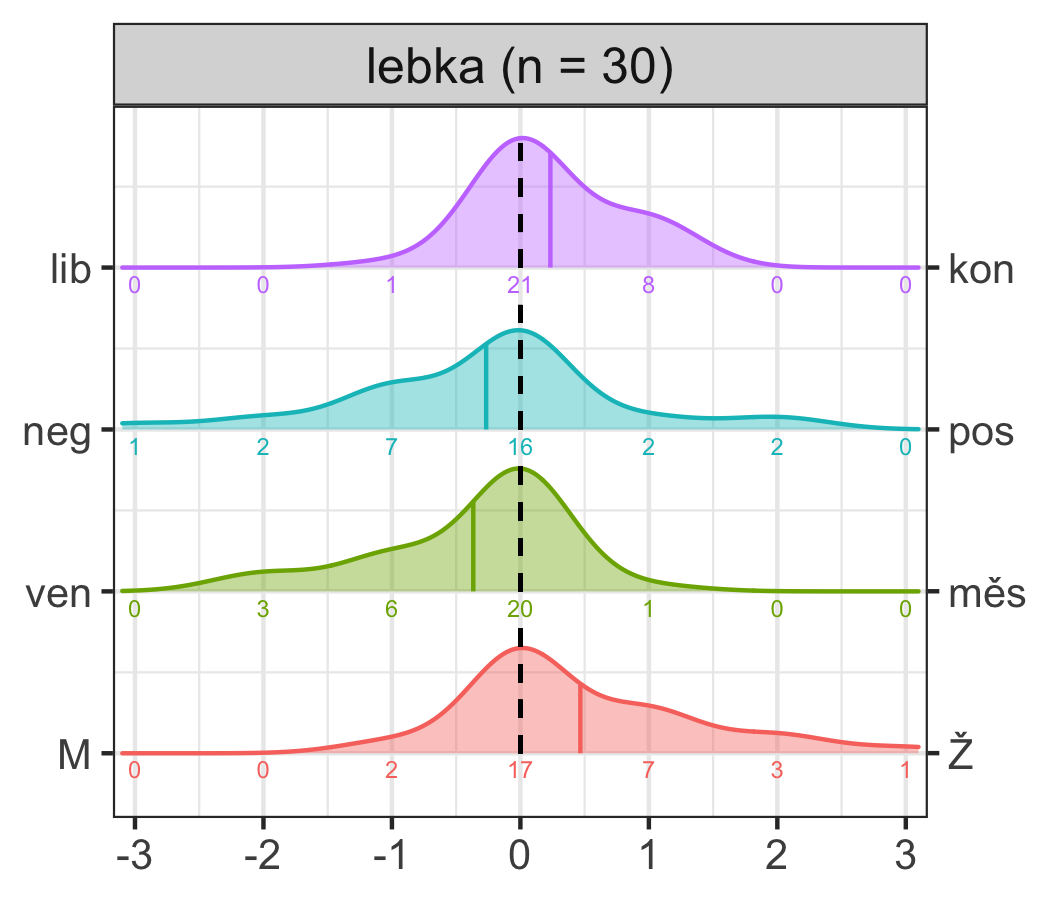 lebka (n = 30)
lib kon
0 0 1 21 8 0 0
neg pos
1 2 7 16 2 2 0
ven měs
0 3 6 20 1 0 0
M Ž
0 0 2 17 7 3 1
-3 -2 -1 0 1 2 3